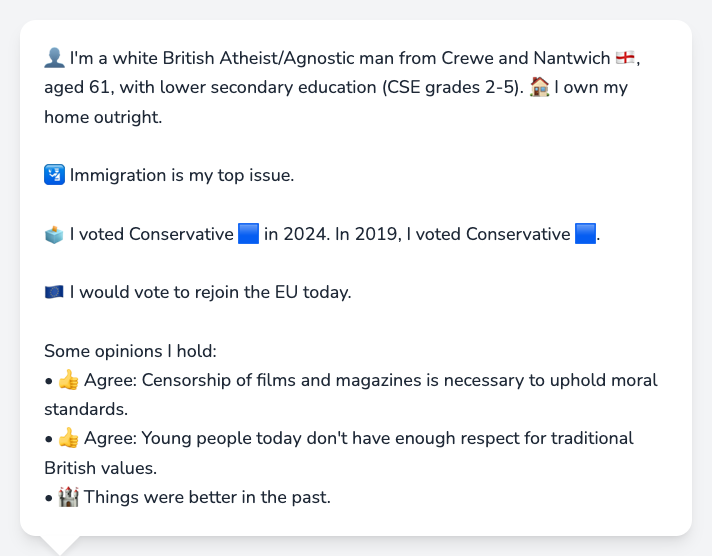 👤 I'm a white British Atheist/Agnostic man from Crewe and Nantwich 🏴󠁧󠁢󠁥󠁮󠁧󠁿,
aged 61, with lower secondary education (CSE grades 2-5). 🏠 I own my
home outright.
🛂 Immigration is my top issue.
🗳️ I voted Conservative 🟦 in 2024. In 2019, I voted Conservative 🟦.
🇪🇺 I would vote to rejoin the EU today.
Some opinions I hold:
• 👍 Agree: Censorship of films and magazines is necessary to uphold moral
standards.
• 👍 Agree: Young people today don't have enough respect for traditional
British values.
• 🏰 Things were better in the past.